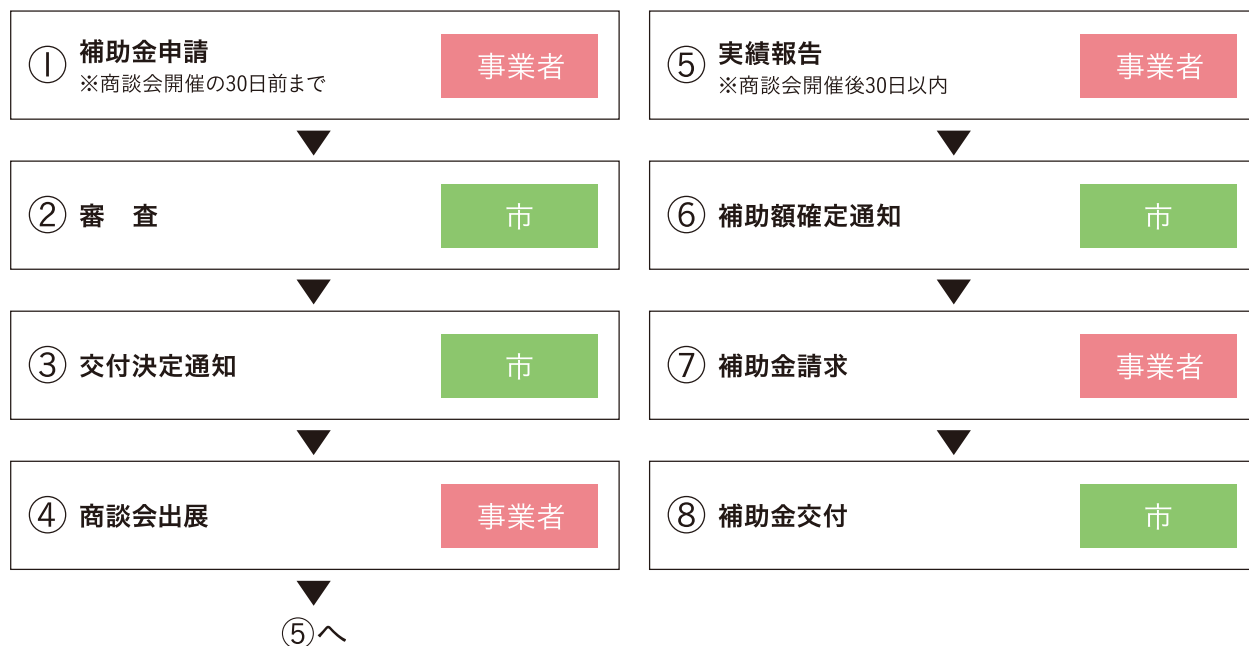 ① 補助金申請 事業者
※商談会開催の30日前まで
② 審　査 市
③ 交付決定通知 市
④ 商談会出展 事業者
⑤へ
⑤ 実績報告 事業者
※商談会開催後30日以内
⑥ 補助額確定通知 市
⑦ 補助金請求 事業者
⑧ 補助金交付 市